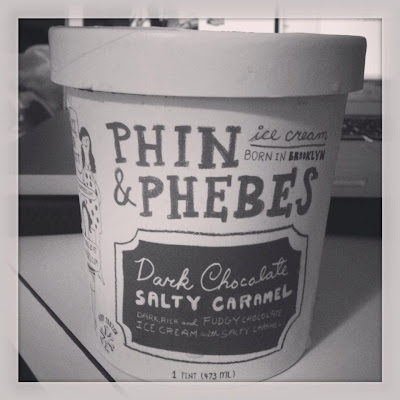 PHIN
& PHEBES
ice cream
BORN IN BROOKLYN
Dark Chocolate
SALTY CARAMEL
DARK, RICH and FUDGY CHOCOLATE
ICE CREAM with SALTY CARAMEL
1 PINT (473 ML)